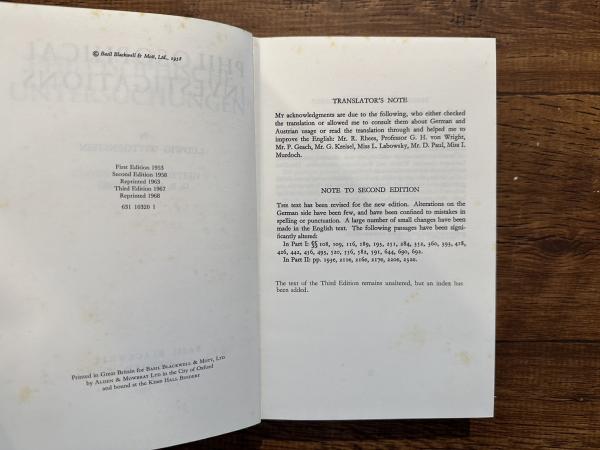 © Basil Blackwell & Mott, Ltd., 1958
First Edition 1953
Second Edition 1958
Reprinted 1963
Third Edition 1967
Reprinted 1968
631 10320 1
Printed in Great Britain for Basil Blackwell & Mott, Ltd
by Alden & Mowbray Ltd in the City of Oxford
and bound at the Kemp Hall Bindery
TRANSLATOR'S NOTE
My acknowledgments are due to the following, who either checked
the translation or allowed me to consult them about German and
Austrian usage or read the translation through and helped me to
improve the English: Mr. R. Rhees, Professor G. H. von Wright,
Mr. P. Geach, Mr. G. Kreisel, Miss L. Labowsky, Mr. D. Paul, Miss I.
Murdoch.
NOTE TO SECOND EDITION
The text has been revised for the new edition. Alterations on the
German side have been few, and have been confined to mistakes in
spelling or punctuation. A large number of small changes have been
made in the English text. The following passages have been signi-
ficantly altered:
In Part I: §§ 108, 109, 116, 189, 193, 251, 284, 352, 360, 393, 418,
426, 442, 456, 493, 520, 556, 582, 591, 644, 690, 692.
In Part II: pp. 193e, 211e, 216e, 217e, 220e, 232e.
The text of the Third Edition remains unaltered, but an index has
been added.